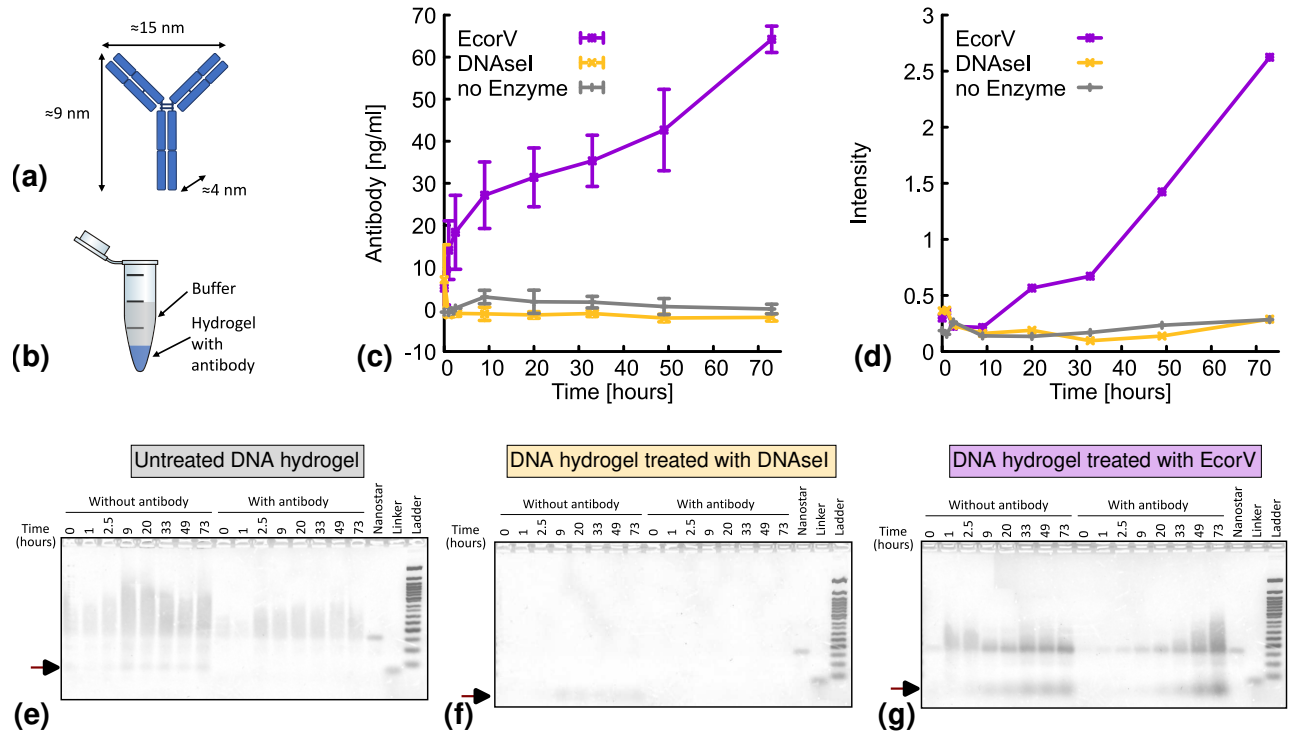 (a)
≈15 nm
≈9 nm
≈4 nm
(b)
Buffer
Hydrogel
with
antibody
(c)
Antibody [ng/ml]
70
60
50
40
30
20
10
0
-10
EcorV
DNAseI
no Enzyme
0 10 20 30 40 50 60 70
Time [hours]
(d)
Intensity
3
2.5
2
1.5
1
0.5
0
EcorV
DNAseI
no Enzyme
0 10 20 30 40 50 60 70
Time [hours]
Untreated DNA hydrogel
Without antibody With antibody
Time
(hours)
0 1 2.5 9 20 33 49 73 0 1 2.5 9 20 33 49 73 Nanostar Linker Ladder
(e)
DNA hydrogel treated with DNAseI
Without antibody With antibody
Time
(hours)
0 1 2.5 9 20 33 49 73 0 1 2.5 9 20 33 49 73 Nanostar Linker Ladder
(f)
DNA hydrogel treated with EcorV
Without antibody With antibody
Time
(hours)
0 1 2.5 9 20 33 49 73 0 1 2.5 9 20 33 49 73 Nanostar Linker Ladder
(g)